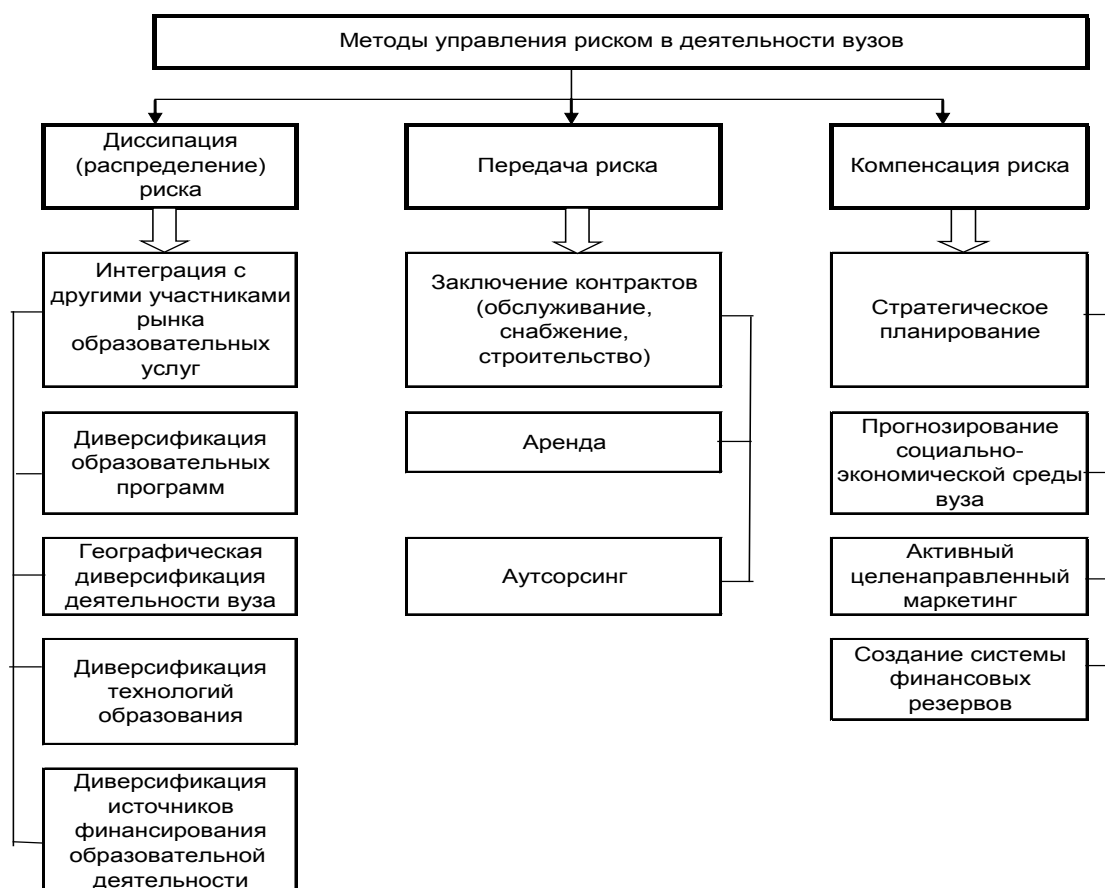 Методы управления риском в деятельности вузов
Диссипация
(распределение)
риска
Передача риска
Компенсация риска
Интеграция с
другими участниками
рынка
образовательных
услуг
Заключение контрактов
(обслуживание,
снабжение,
строительство)
Стратегическое
планирование
Диверсификация
образовательных
программ
Аренда
Прогнозирование
социально-
экономической среды
вуза
Географическая
диверсификация
деятельности вуза
Аутсорсинг
Активный
целенаправленный
маркетинг
Диверсификация
технологий
образования
Создание системы
финансовых
резервов
Диверсификация
источников
финансирования
образовательной
деятельности